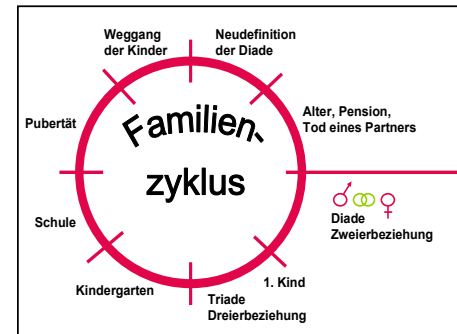 Weggang
der Kinder
Neudefinition
der Diade
Pubertät
Familien-
zyklus
Alter, Pension,
Tod eines Partners
Diade
Zweierbeziehung
Schule
Kindergarten
1. Kind
Triade
Dreierbeziehung